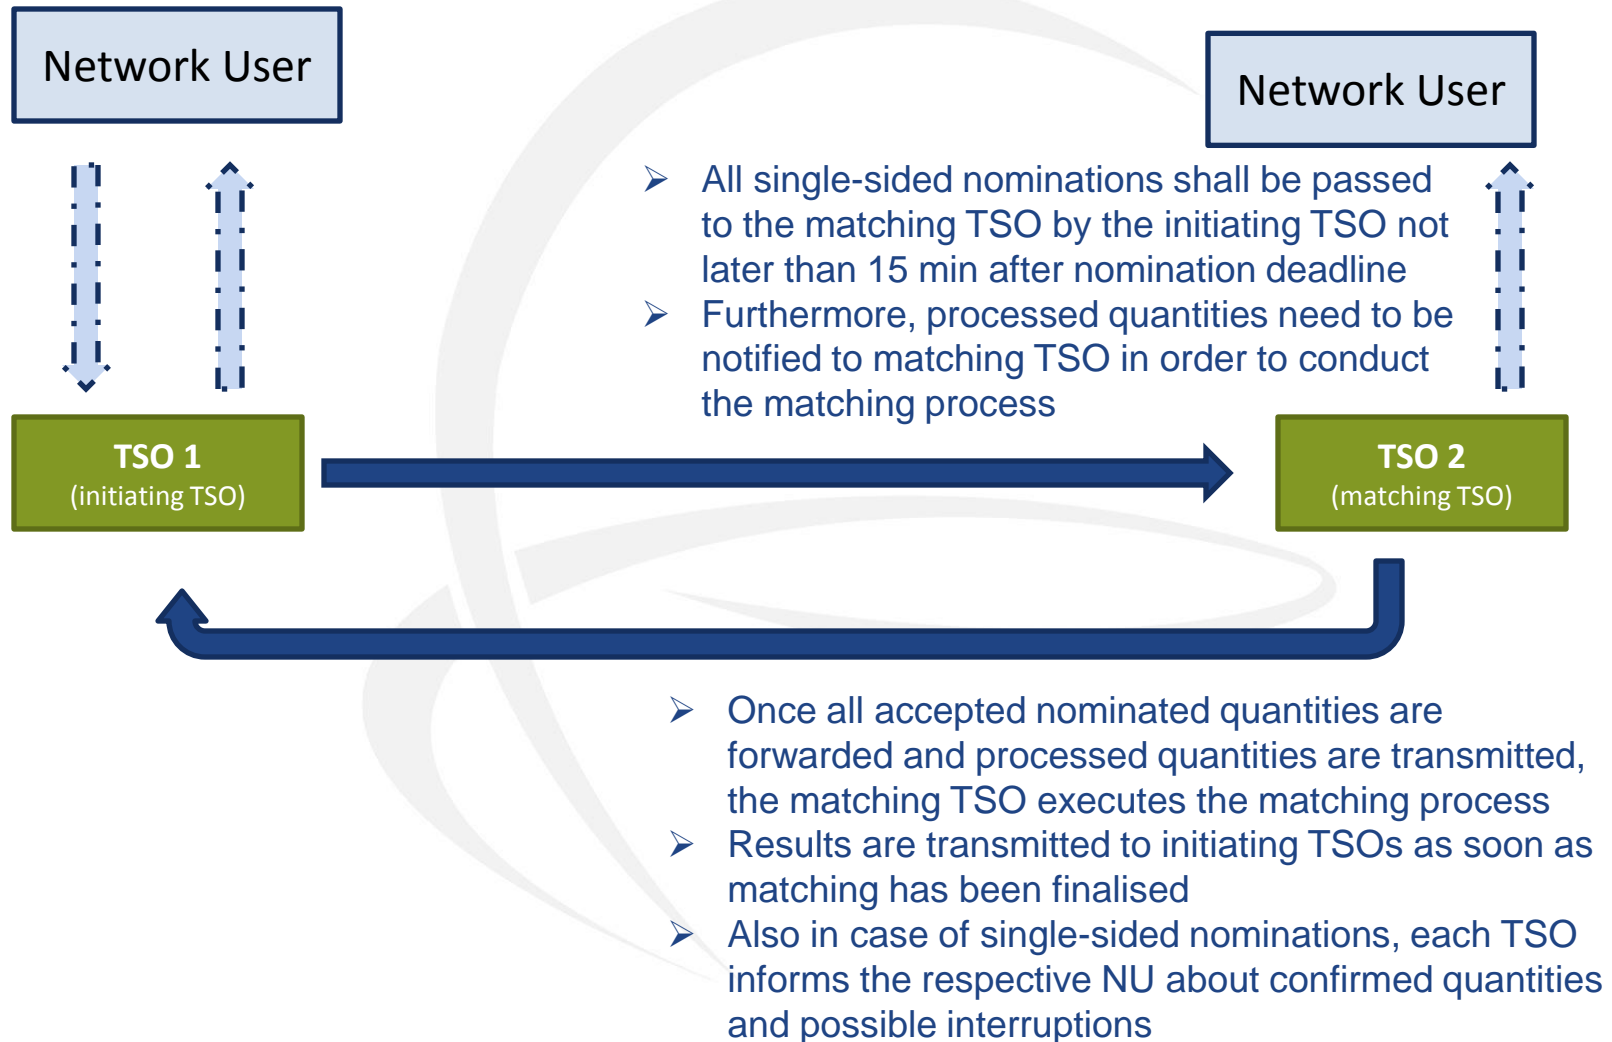 Network User
Network User
➢ All single-sided nominations shall be passed
to the matching TSO by the initiating TSO not
later than 15 min after nomination deadline
➢ Furthermore, processed quantities need to be
notified to matching TSO in order to conduct
the matching process
TSO 1
(initiating TSO)
TSO 2
(matching TSO)
➢ Once all accepted nominated quantities are
forwarded and processed quantities are transmitted,
the matching TSO executes the matching process
➢ Results are transmitted to initiating TSOs as soon as
matching has been finalised
➢ Also in case of single-sided nominations, each TSO
informs the respective NU about confirmed quantities
and possible interruptions